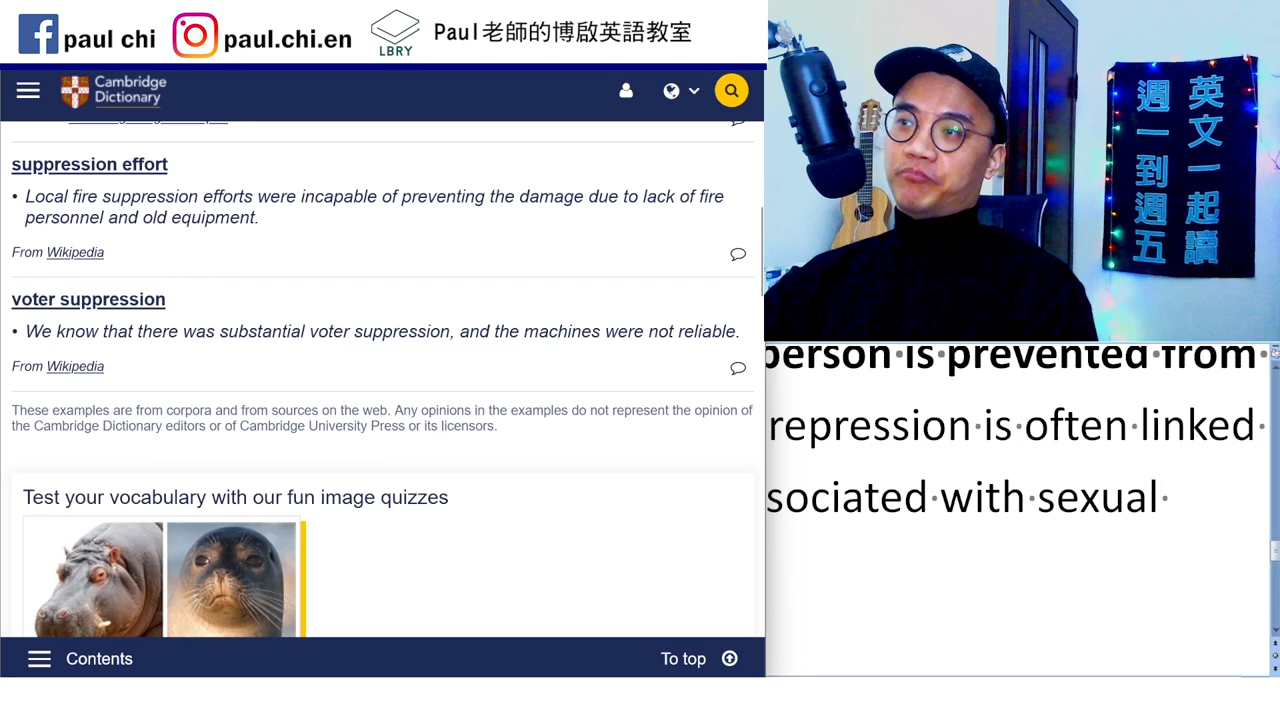 paul chi
paul.chi.en
LBRY
Paul老師的博啟英語教室
Cambridge
Dictionary
suppression effort
• Local fire suppression efforts were incapable of preventing the damage due to lack of fire
personnel and old equipment.
From Wikipedia
voter suppression
• We know that there was substantial voter suppression, and the machines were not reliable.
From Wikipedia
These examples are from corpora and from sources on the web. Any opinions in the examples do not represent the opinion of
the Cambridge Dictionary editors or of Cambridge University Press or its licensors.
Test your vocabulary with our fun image quizzes
Contents
To top
英文一起讀
週一到週五
person is prevented from
repression is often linked
sociated with sexual